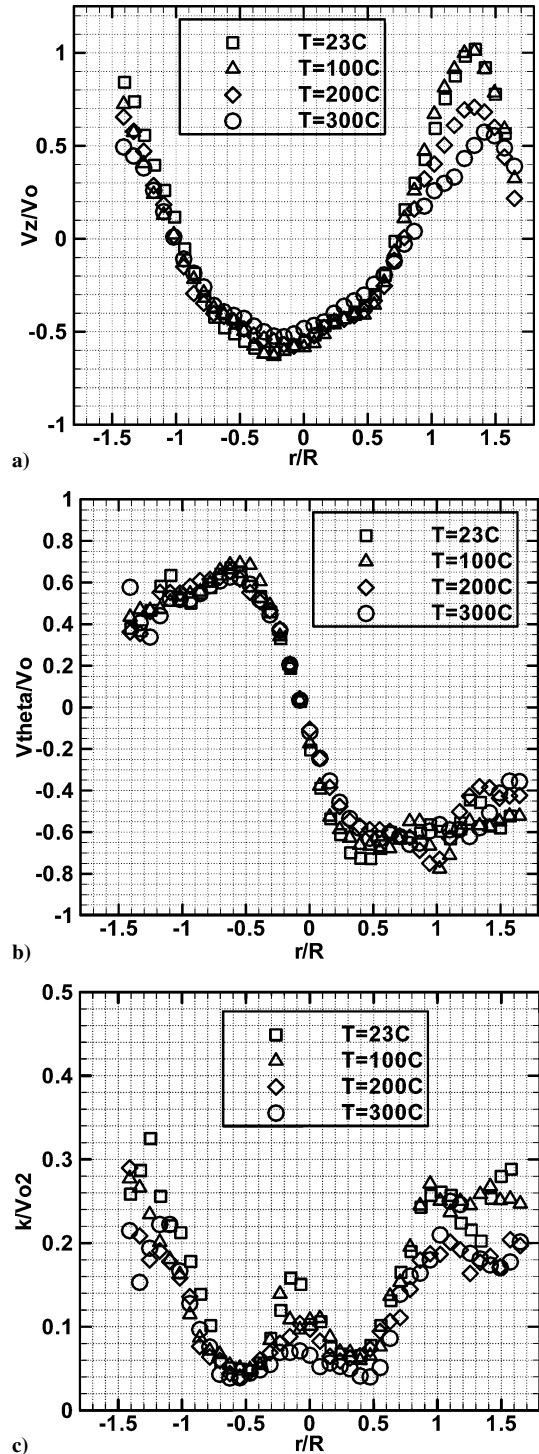 1
0.5
0
-0.5
-1
Vz/Vo
T=23C
T=100C
T=200C
T=300C
-1.5 -1 -0.5 0 0.5 1 1.5
r/R
a)
1
0.8
0.6
0.4
0.2
0
-0.2
-0.4
-0.6
-0.8
-1
Vtheta/Vo
T=23C
T=100C
T=200C
T=300C
-1.5 -1 -0.5 0 0.5 1 1.5
r/R
b)
0.5
0.4
0.3
0.2
0.1
0
k/Vo2
T=23C
T=100C
T=200C
T=300C
-1.5 -1 -0.5 0 0.5 1 1.5
r/R
c)